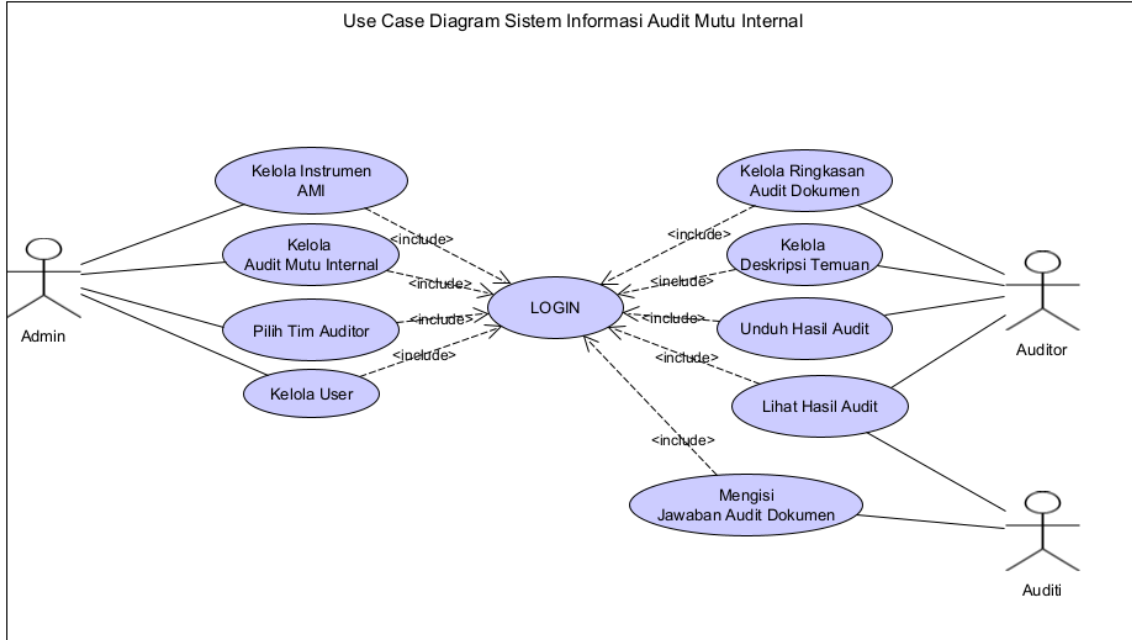 Use Case Diagram Sistem Informasi Audit Mutu Internal
Kelola Instrumen
AMI
Kelola
Audit Mutu Internal
Pilih Tim Auditor
Kelola User
Admin
<include>
<include>
<include>
<include>
LOGIN
<include>
<include>
<include>
<include>
<include>
Kelola Ringkasan
Audit Dokumen
Kelola
Deskripsi Temuan
Unduh Hasil Audit
Lihat Hasil Audit
Mengisi
Jawaban Audit Dokumen
Auditor
Auditi